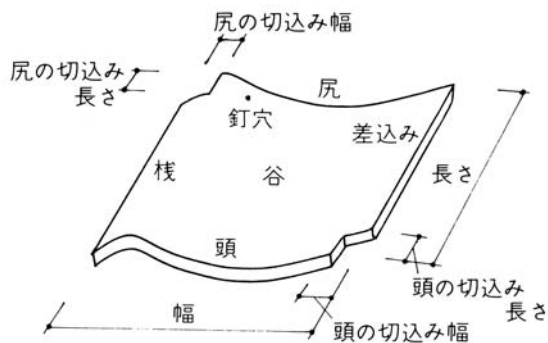 尻の切込み幅
尻の切込み
長さ
尻
釘穴
差込み
桟
谷
長さ
頭
頭の切込み
長さ
幅
頭の切込み幅